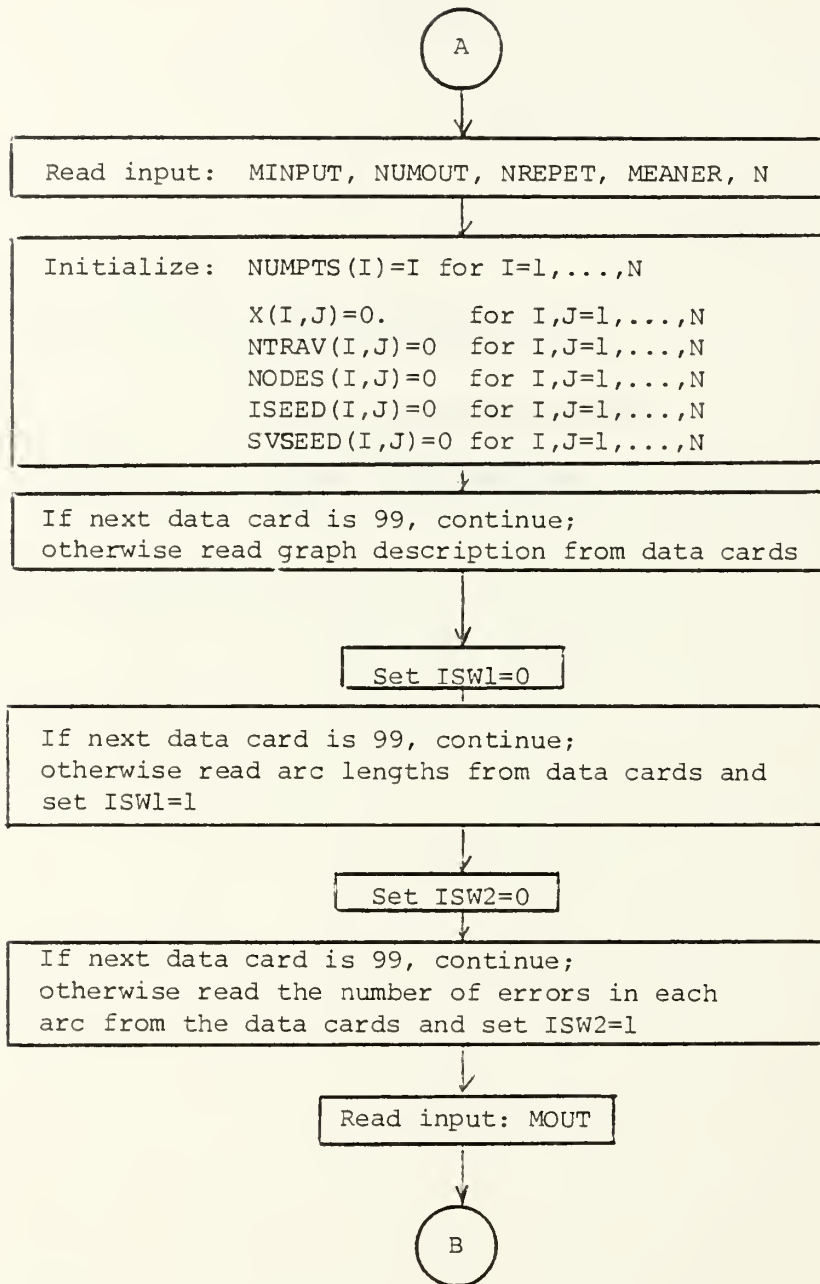 A
Read input: MINPUT, NUMOUT, NREPET, MEANER, N
Initialize: NUMPTS(I)=I for I=1,...,N
X(I,J)=0. for I,J=1,...,N
NTRAV(I,J)=0 for I,J=1,...,N
NODES(I,J)=0 for I,J=1,...,N
ISEED(I,J)=0 for I,J=1,...,N
SVSEED(I,J)=0 for I,J=1,...,N
If next data card is 99, continue;
otherwise read graph description from data cards
Set ISW1=0
If next data card is 99, continue;
otherwise read arc lengths from data cards and
set ISW1=1
Set ISW2=0
If next data card is 99, continue;
otherwise read the number of errors in each
arc from the data cards and set ISW2=1
Read input: MOUT
B